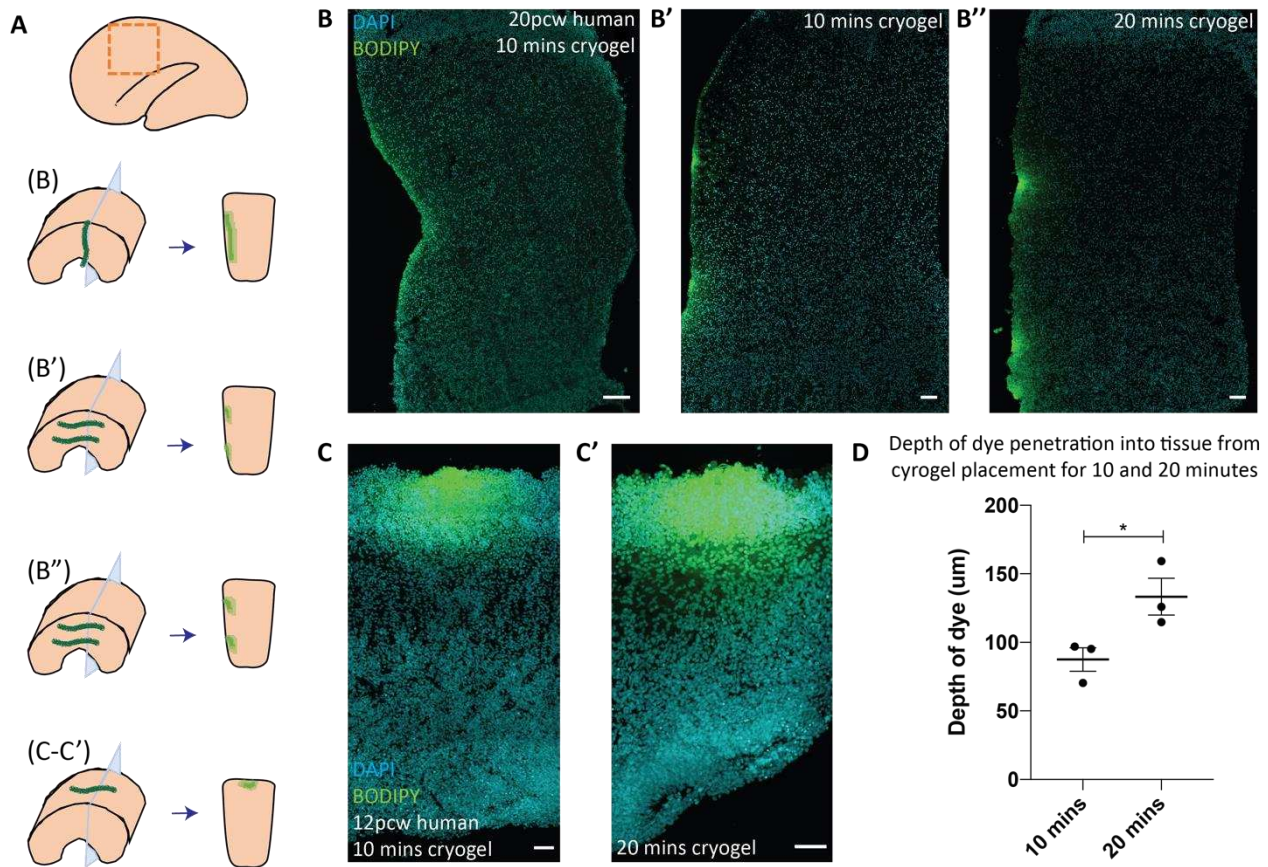 A
(B)
(B')
(B")
(C-C')
B
DAPI
BODIPY
20pcw human
10 mins cryogel
B'
10 mins cryogel
B"
20 mins cryogel
C
DAPI
BODIPY
12pcw human
10 mins cryogel
C'
20 mins cryogel
D
Depth of dye penetration into tissue from
cyrogel placement for 10 and 20 minutes
Depth of dye (um)
200
150
100
50
0
*
10 mins
20 mins